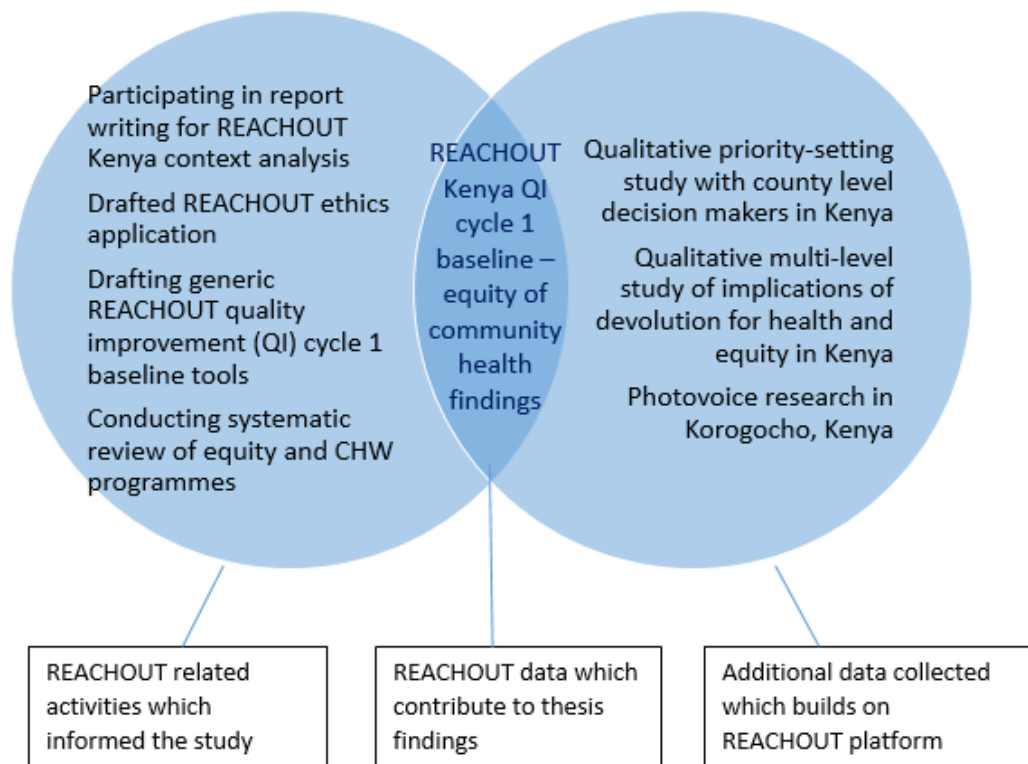 Participating in report
writing for REACHOUT
Kenya context analysis
Drafted REACHOUT ethics
application
Drafting generic
REACHOUT quality
improvement (QI) cycle 1
baseline tools
Conducting systematic
review of equity and CHW
programmes
REACHOUT
Kenya QI
cycle 1
baseline –
equity of
community
health
findings
Qualitative priority-setting
study with county level
decision makers in Kenya
Qualitative multi-level
study of implications of
devolution for health and
equity in Kenya
Photovoice research in
Korogocho, Kenya
REACHOUT related
activities which
informed the study
REACHOUT data which
contribute to thesis
findings
Additional data collected
which builds on
REACHOUT platform